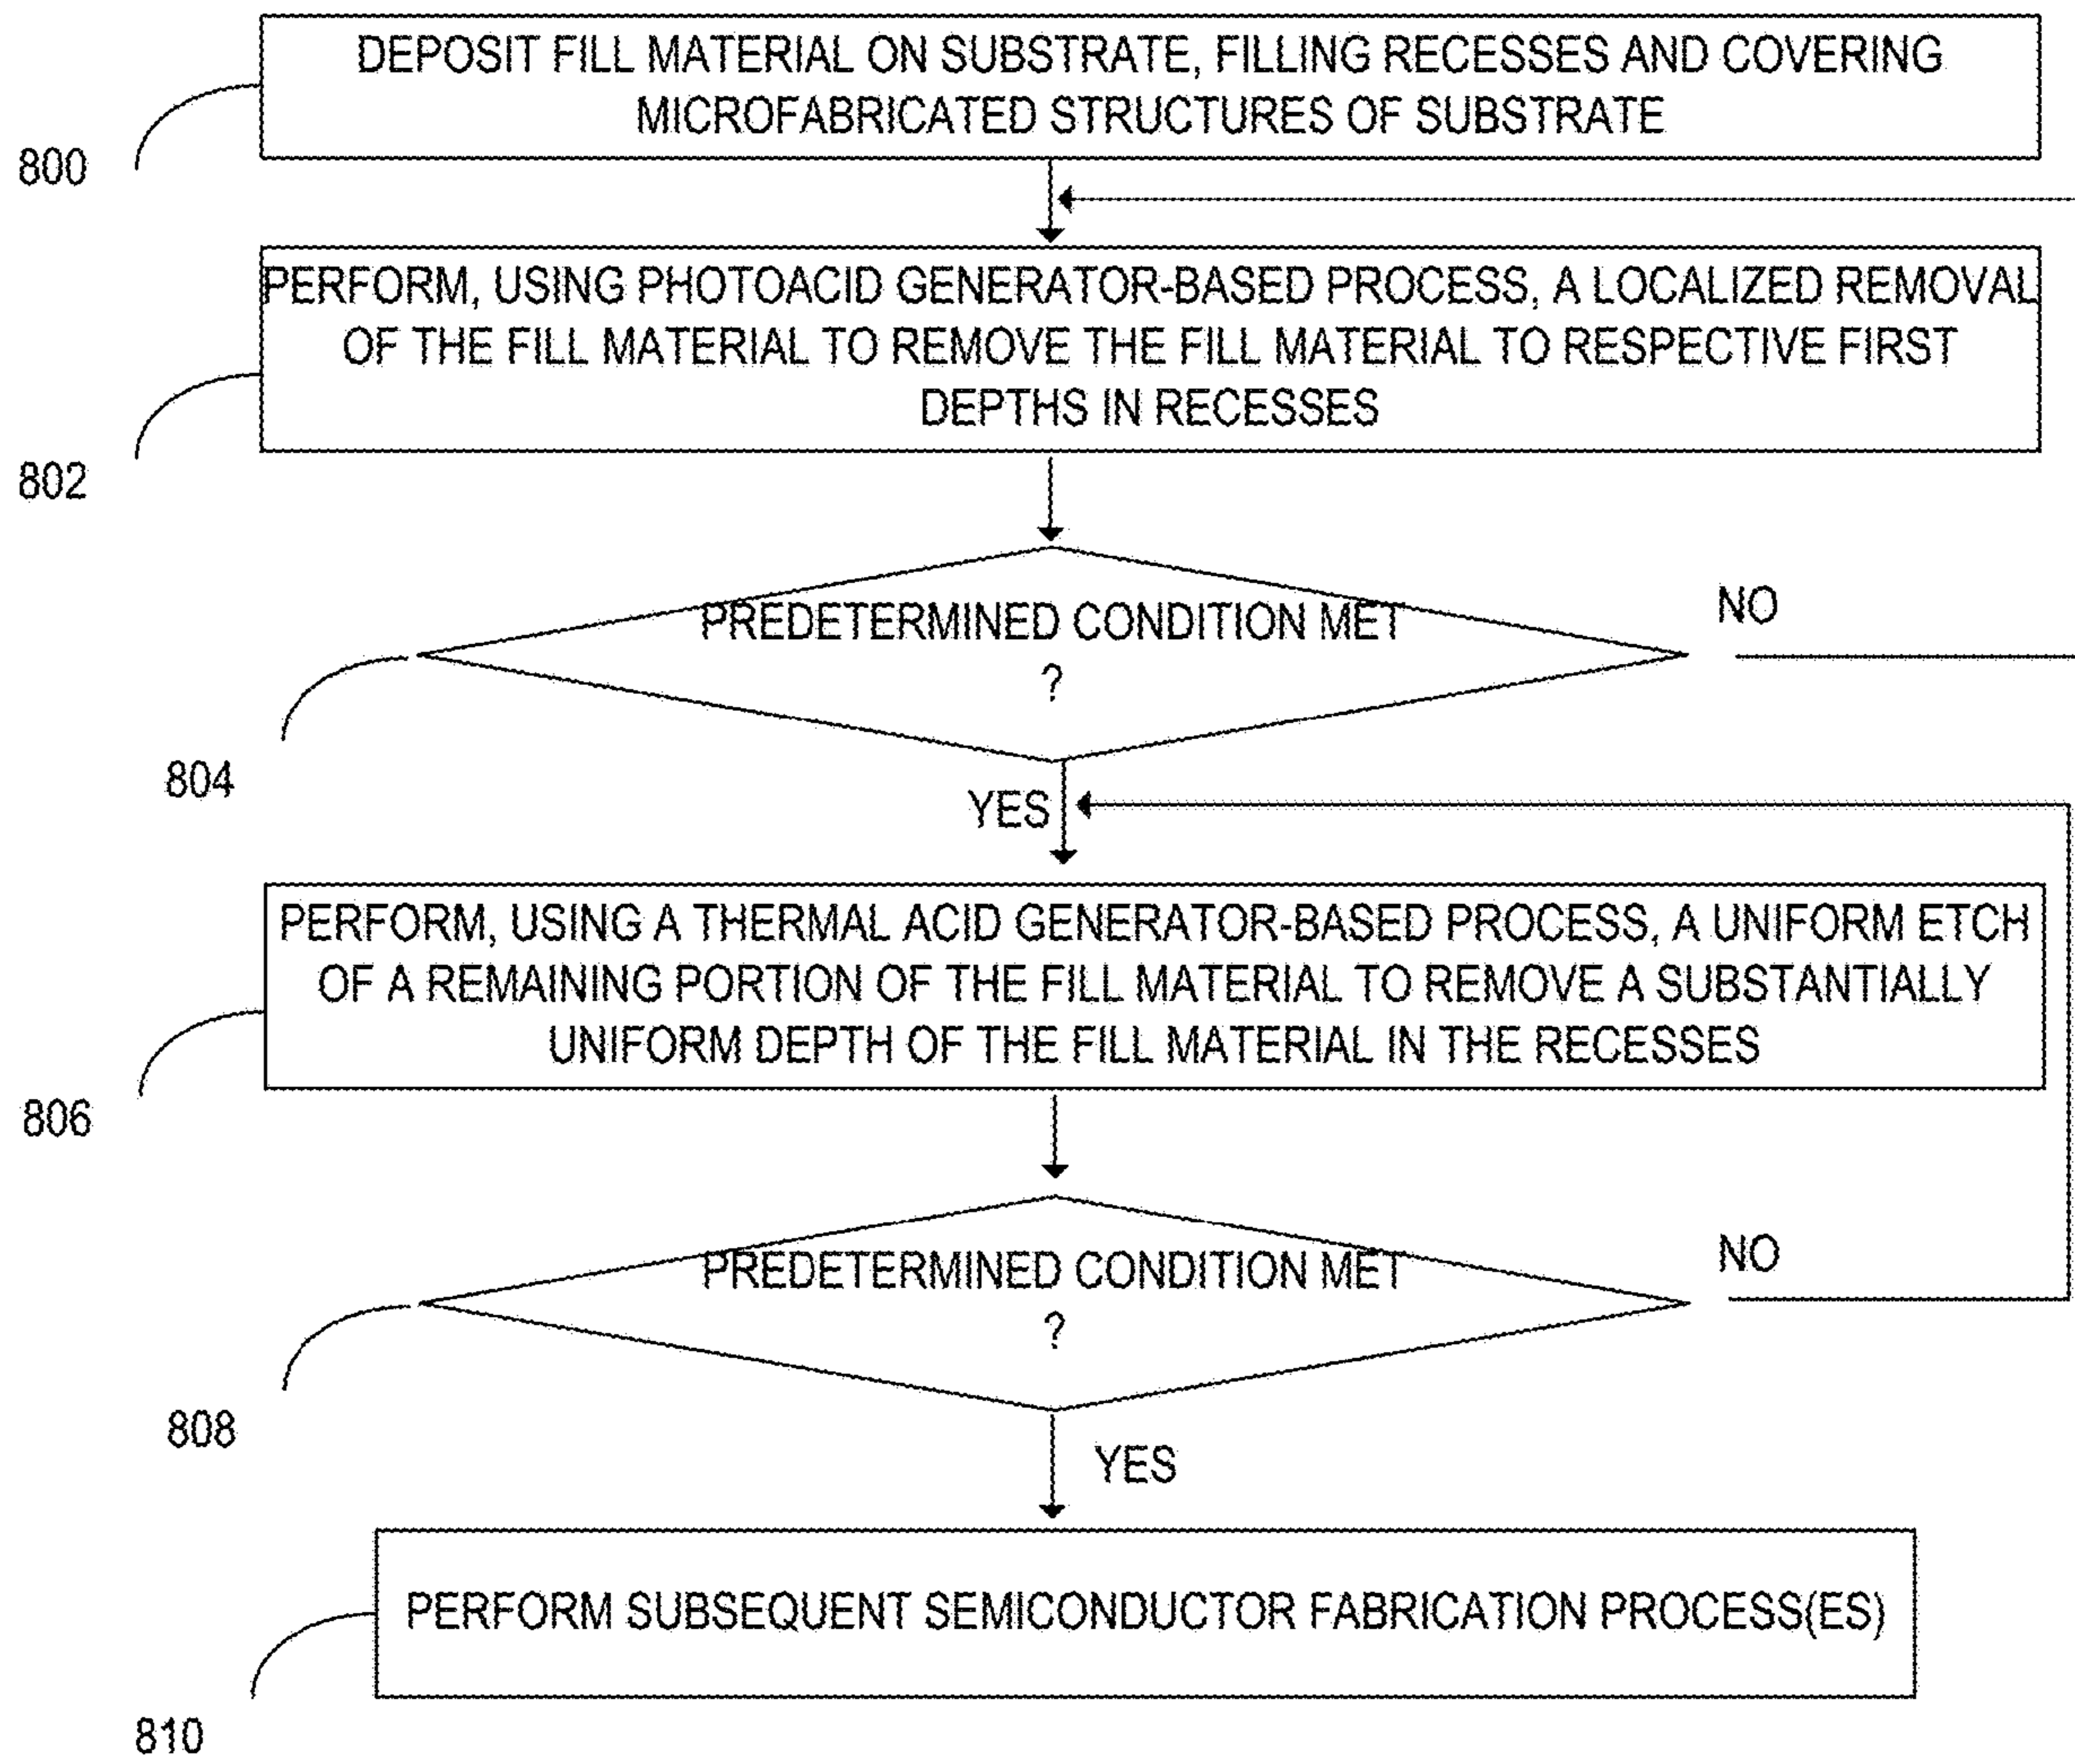 DEPOSIT FILL MATERIAL ON SUBSTRATE, FILLING RECESSES AND COVERING
MICROFABRICATED STRUCTURES OF SUBSTRATE
800
PERFORM, USING PHOTOACID GENERATOR-BASED PROCESS, A LOCALIZED REMOVAL
OF THE FILL MATERIAL TO REMOVE THE FILL MATERIAL TO RESPECTIVE FIRST
DEPTHS IN RECESSES
802
PREDETERMINED CONDITION MET
?
NO
804
YES
PERFORM, USING A THERMAL ACID GENERATOR-BASED PROCESS, A UNIFORM ETCH
OF A REMAINING PORTION OF THE FILL MATERIAL TO REMOVE A SUBSTANTIALLY
UNIFORM DEPTH OF THE FILL MATERIAL IN THE RECESSES
806
PREDETERMINED CONDITION MET
?
NO
808
YES
PERFORM SUBSEQUENT SEMICONDUCTOR FABRICATION PROCESS(ES)
810